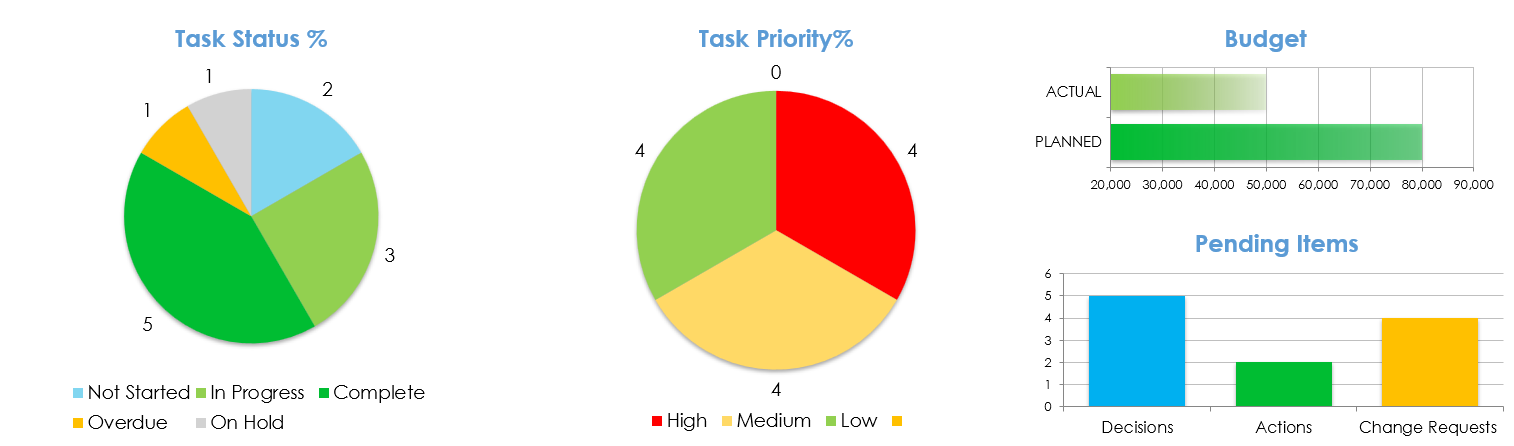 Task Status %
1
2
1
3
5
Not Started In Progress Complete
Overdue On Hold
Task Priority%
0
4
4
4
High Medium Low
Budget
ACTUAL
PLANNED
20,000 30,000 40,000 50,000 60,000 70,000 80,000 90,000
Pending Items
6
5
4
3
2
1
0
Decisions Actions Change Requests